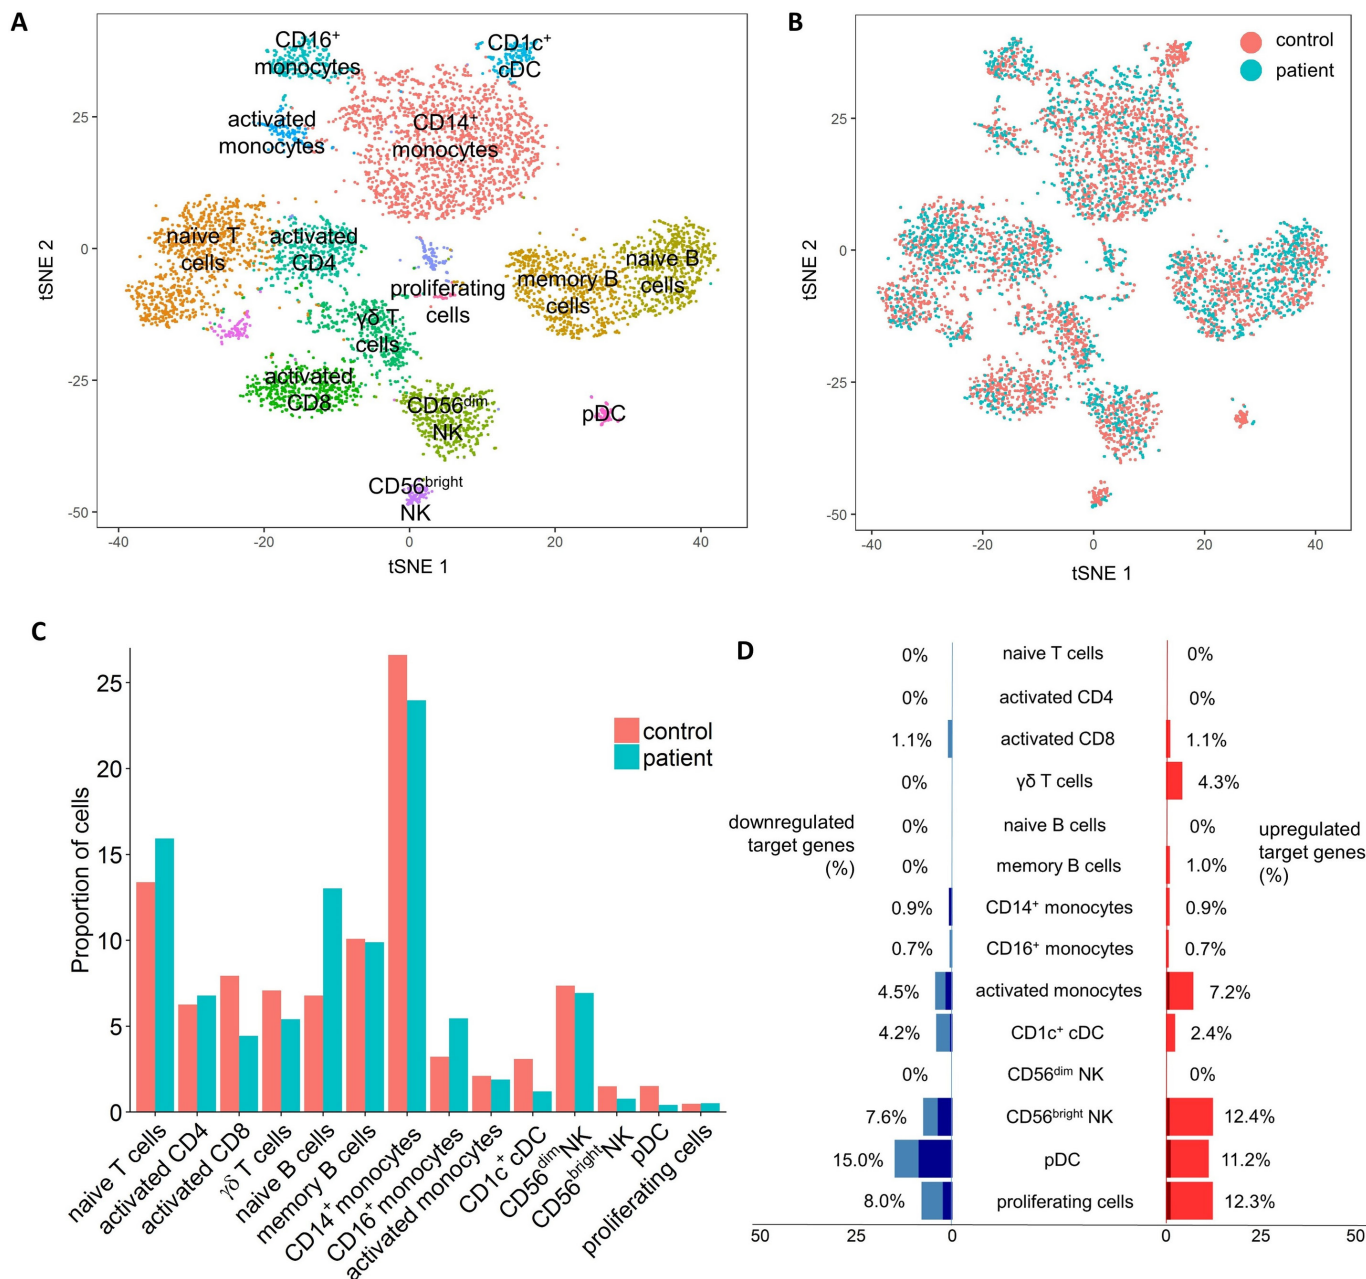 A
CD16⁺
monocytes
CD1c⁺
cDC
activated
monocytes
CD14⁺
monocytes
naïve T
cells
activated
CD4
proliferating
cells
memory B
cells
naive B
cells
γδ T
cells
activated
CD8
CD56ᵈⁱᵐ
NK
pDC
CD56ᵇʳⁱᵍʰᵗ
NK
25
0
-25
-50
tSNE 2
-40 -20 0 20 40
tSNE 1
B
control
patient
25
0
-25
-50
tSNE 2
-40 -20 0 20 40
tSNE 1
C
control
patient
25
20
15
10
5
0
Proportion of cells
naive T cells
activated CD4
activated CD8
γδ T cells
naive B cells
memory B cells
CD14⁺ monocytes
CD16⁺ monocytes
activated monocytes
CD1c⁺ cDC
CD56ᵈⁱᵐNK
CD56ᵇʳⁱᵍʰᵗNK
pDC
proliferating cells
D
0% naive T cells 0%
0% activated CD4 0%
1.1% activated CD8 1.1%
0% γδ T cells 4.3%
0% naive B cells 0%
0% memory B cells 1.0%
0.9% CD14⁺ monocytes 0.9%
0.7% CD16⁺ monocytes 0.7%
4.5% activated monocytes 7.2%
4.2% CD1c⁺ cDC 2.4%
0% CD56ᵈⁱᵐ NK 0%
7.6% CD56ᵇʳⁱᵍʰᵗ NK 12.4%
15.0% pDC 11.2%
8.0% proliferating cells 12.3%
downregulated
target genes
(%)
upregulated
target genes
(%)
50 25 0 0 25 50